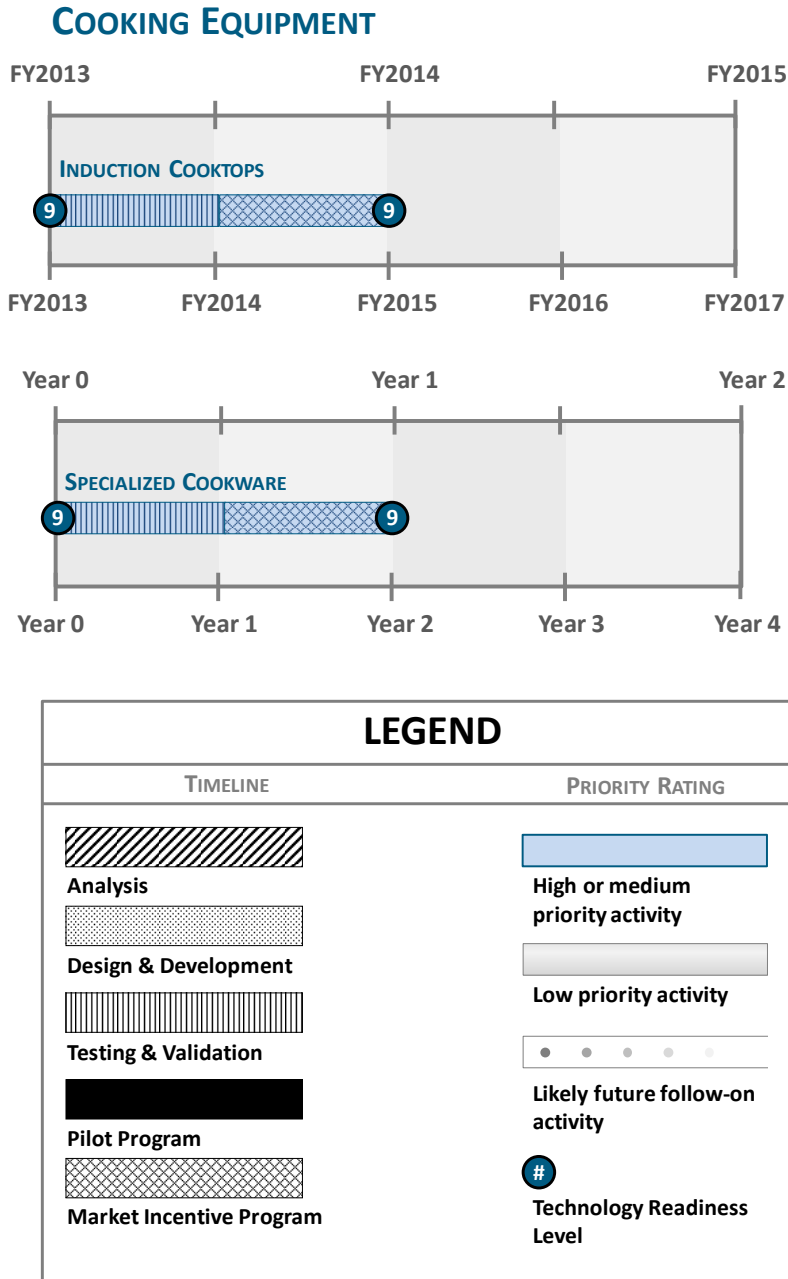 COOKING EQUIPMENT
FY2013 FY2014 FY2015
INDUCTION COOKTOPS
9 9
FY2013 FY2014 FY2015 FY2016 FY2017
Year 0 Year 1 Year 2
SPECIALIZED COOKWARE
9 9
Year 0 Year 1 Year 2 Year 3 Year 4
LEGEND
TIMELINE PRIORITY RATING
Analysis
Design & Development
Testing & Validation
Pilot Program
Market Incentive Program
High or medium
priority activity
Low priority activity
Likely future follow-on
activity
#
Technology Readiness
Level